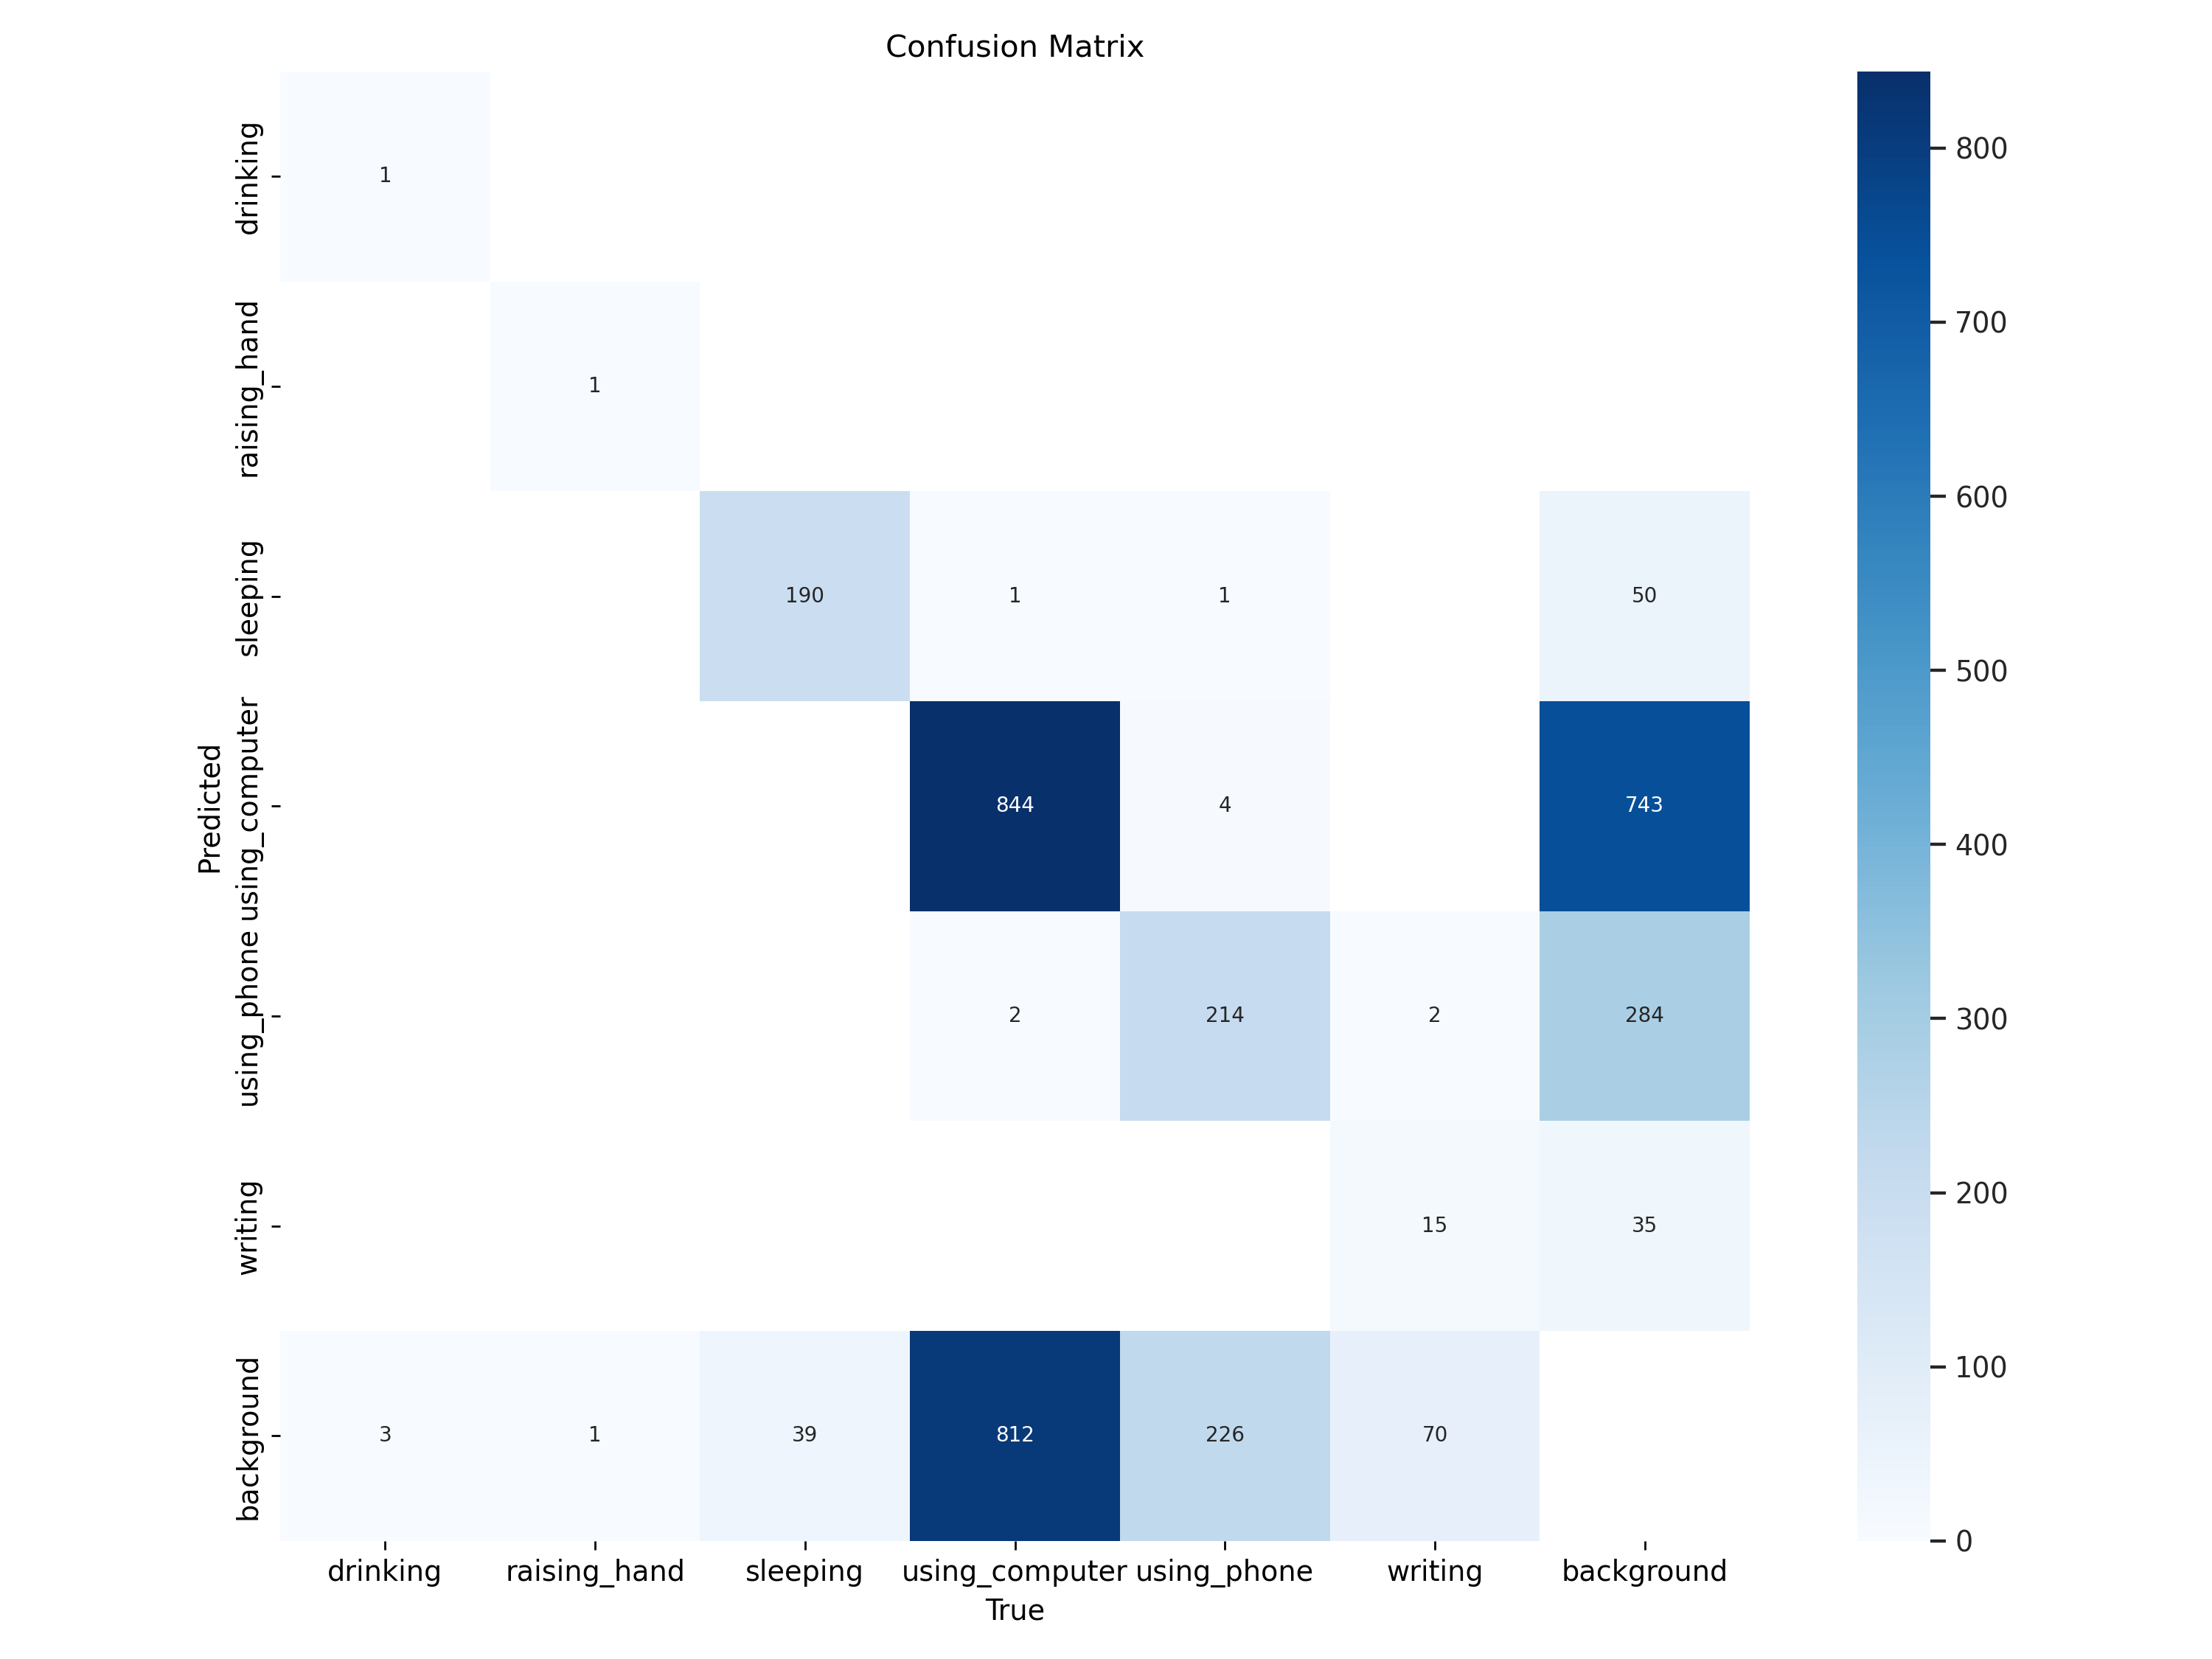 Confusion Matrix
drinking
1
raising_hand
1
sleeping
190 1 1 50
using_computer
844 4 743
using_phone
2 214 2 284
writing
15 35
background
3 1 39 812 226 70
Predicted
drinking raising_hand sleeping using_computer using_phone writing background
True
800
700
600
500
400
300
200
100
0